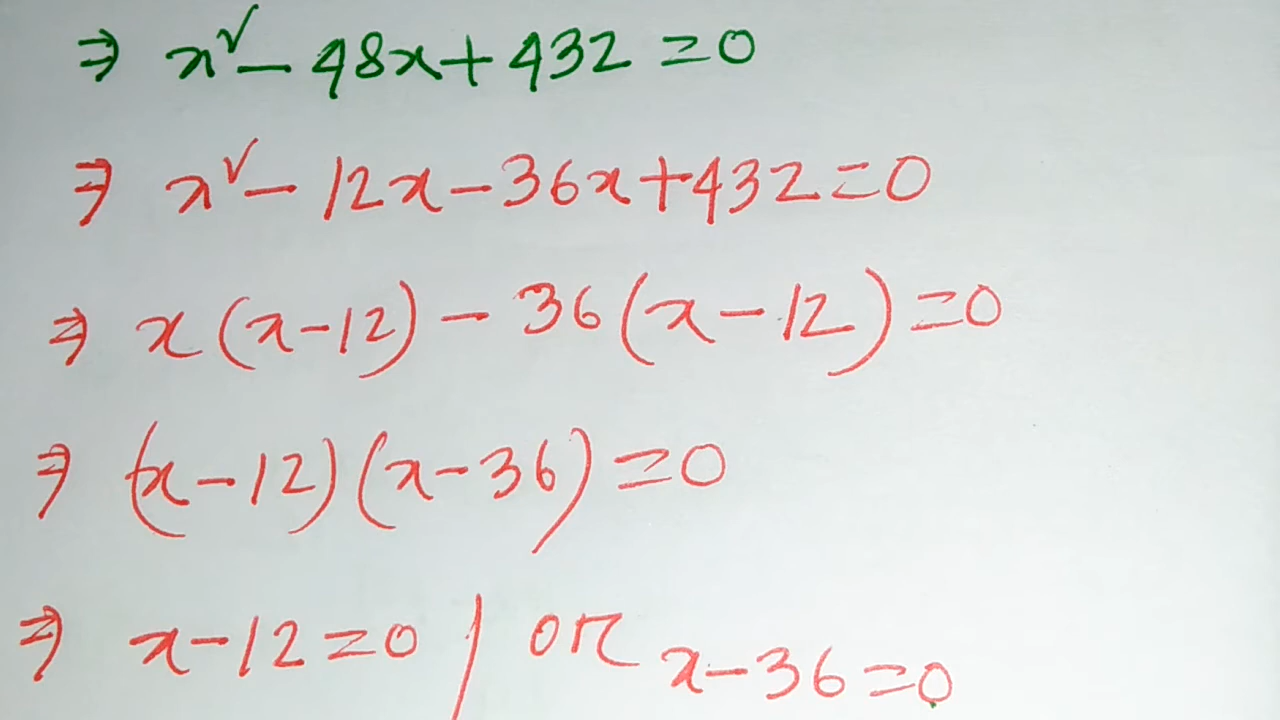 ⇒ x² - 48x + 432 = 0
⇒ x² - 12x - 36x + 432 = 0
⇒ x(x - 12) - 36(x - 12) = 0
⇒ (x - 12)(x - 36) = 0
⇒ x - 12 = 0 / or x - 36 = 0